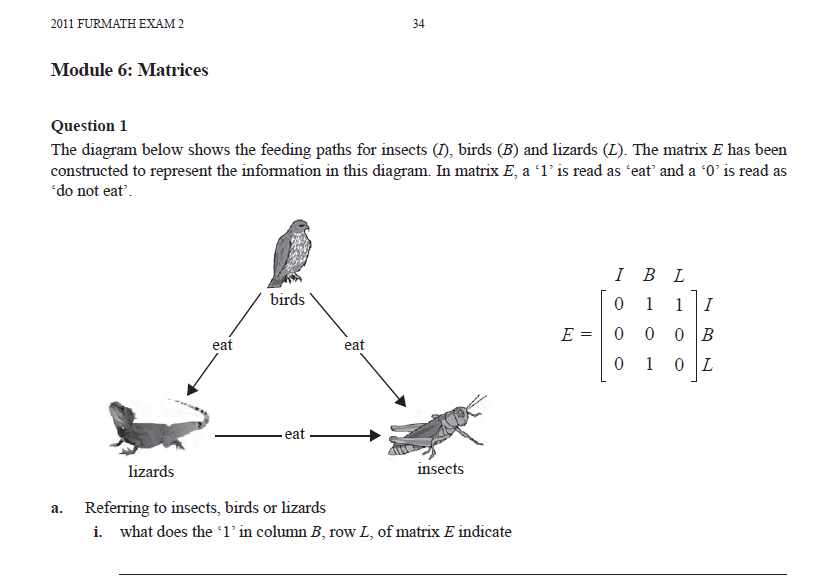 2011 FURMATH EXAM 2 34
Module 6: Matrices
Question 1
The diagram below shows the feeding paths for insects (I), birds (B) and lizards (L). The matrix E has been
constructed to represent the information in this diagram. In matrix E, a ‘1’ is read as ‘eat’ and a ‘0’ is read as
‘do not eat’.
birds
eat eat
eat
lizards insects
I B L
0 1 1 I
E = 0 0 0 B
0 1 0 L
a. Referring to insects, birds or lizards
i. what does the ‘1’ in column B, row L, of matrix E indicate